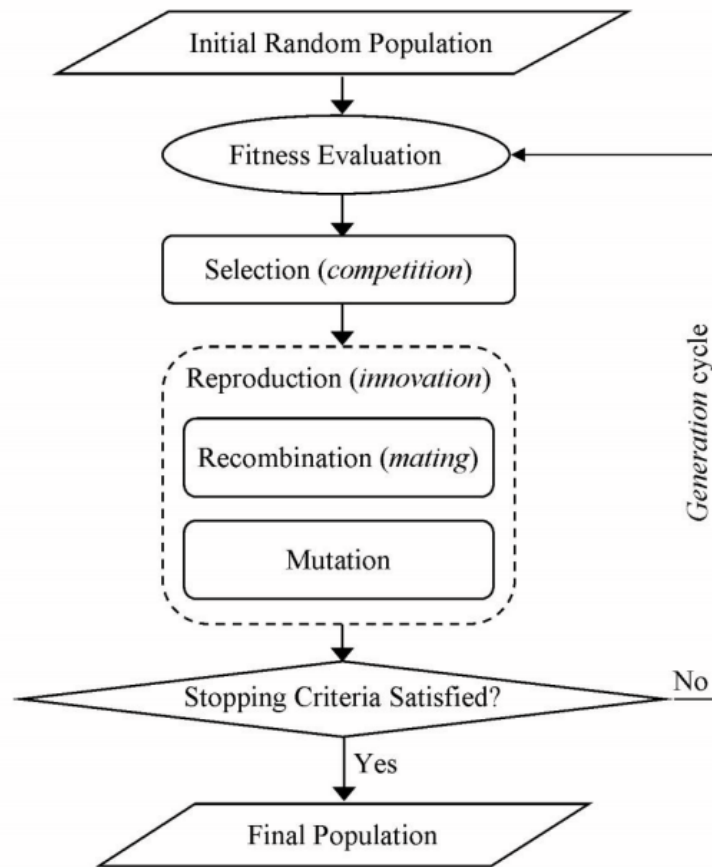 Initial Random Population
Fitness Evaluation
Selection (competition)
Reproduction (innovation)
Recombination (mating)
Mutation
Generation cycle
Stopping Criteria Satisfied?
No
Yes
Final Population